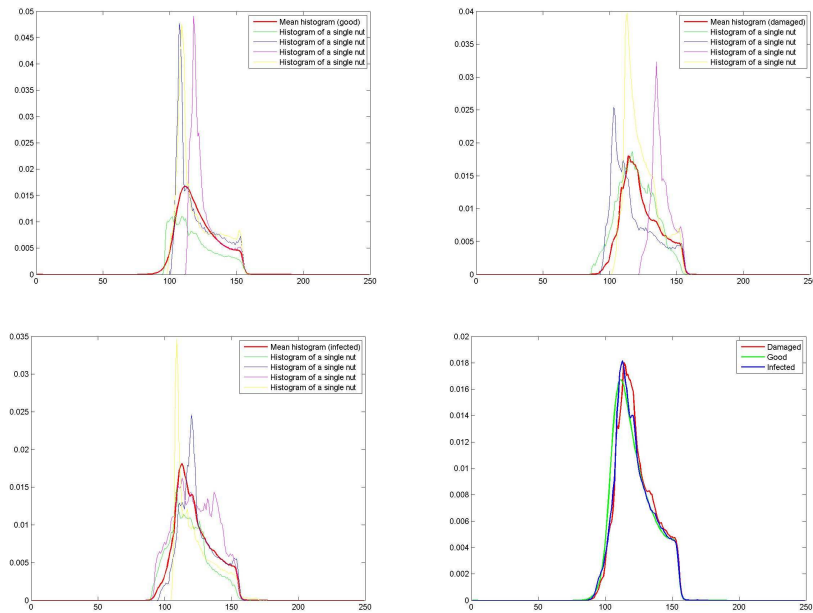 0.05
0.045
0.04
0.035
0.03
0.025
0.02
0.015
0.01
0.005
0
0 50 100 150 200 250
Mean histogram (good)
Histogram of a single nut
Histogram of a single nut
Histogram of a single nut
Histogram of a single nut
0.04
0.035
0.03
0.025
0.02
0.015
0.01
0.005
0
0 50 100 150 200 250
Mean histogram (damaged)
Histogram of a single nut
Histogram of a single nut
Histogram of a single nut
Histogram of a single nut
0.035
0.03
0.025
0.02
0.015
0.01
0.005
0
0 50 100 150 200 250
Mean histogram (infected)
Histogram of a single nut
Histogram of a single nut
Histogram of a single nut
Histogram of a single nut
0.02
0.018
0.016
0.014
0.012
0.01
0.008
0.006
0.004
0.002
0
0 50 100 150 200 250
Damaged
Good
Infected